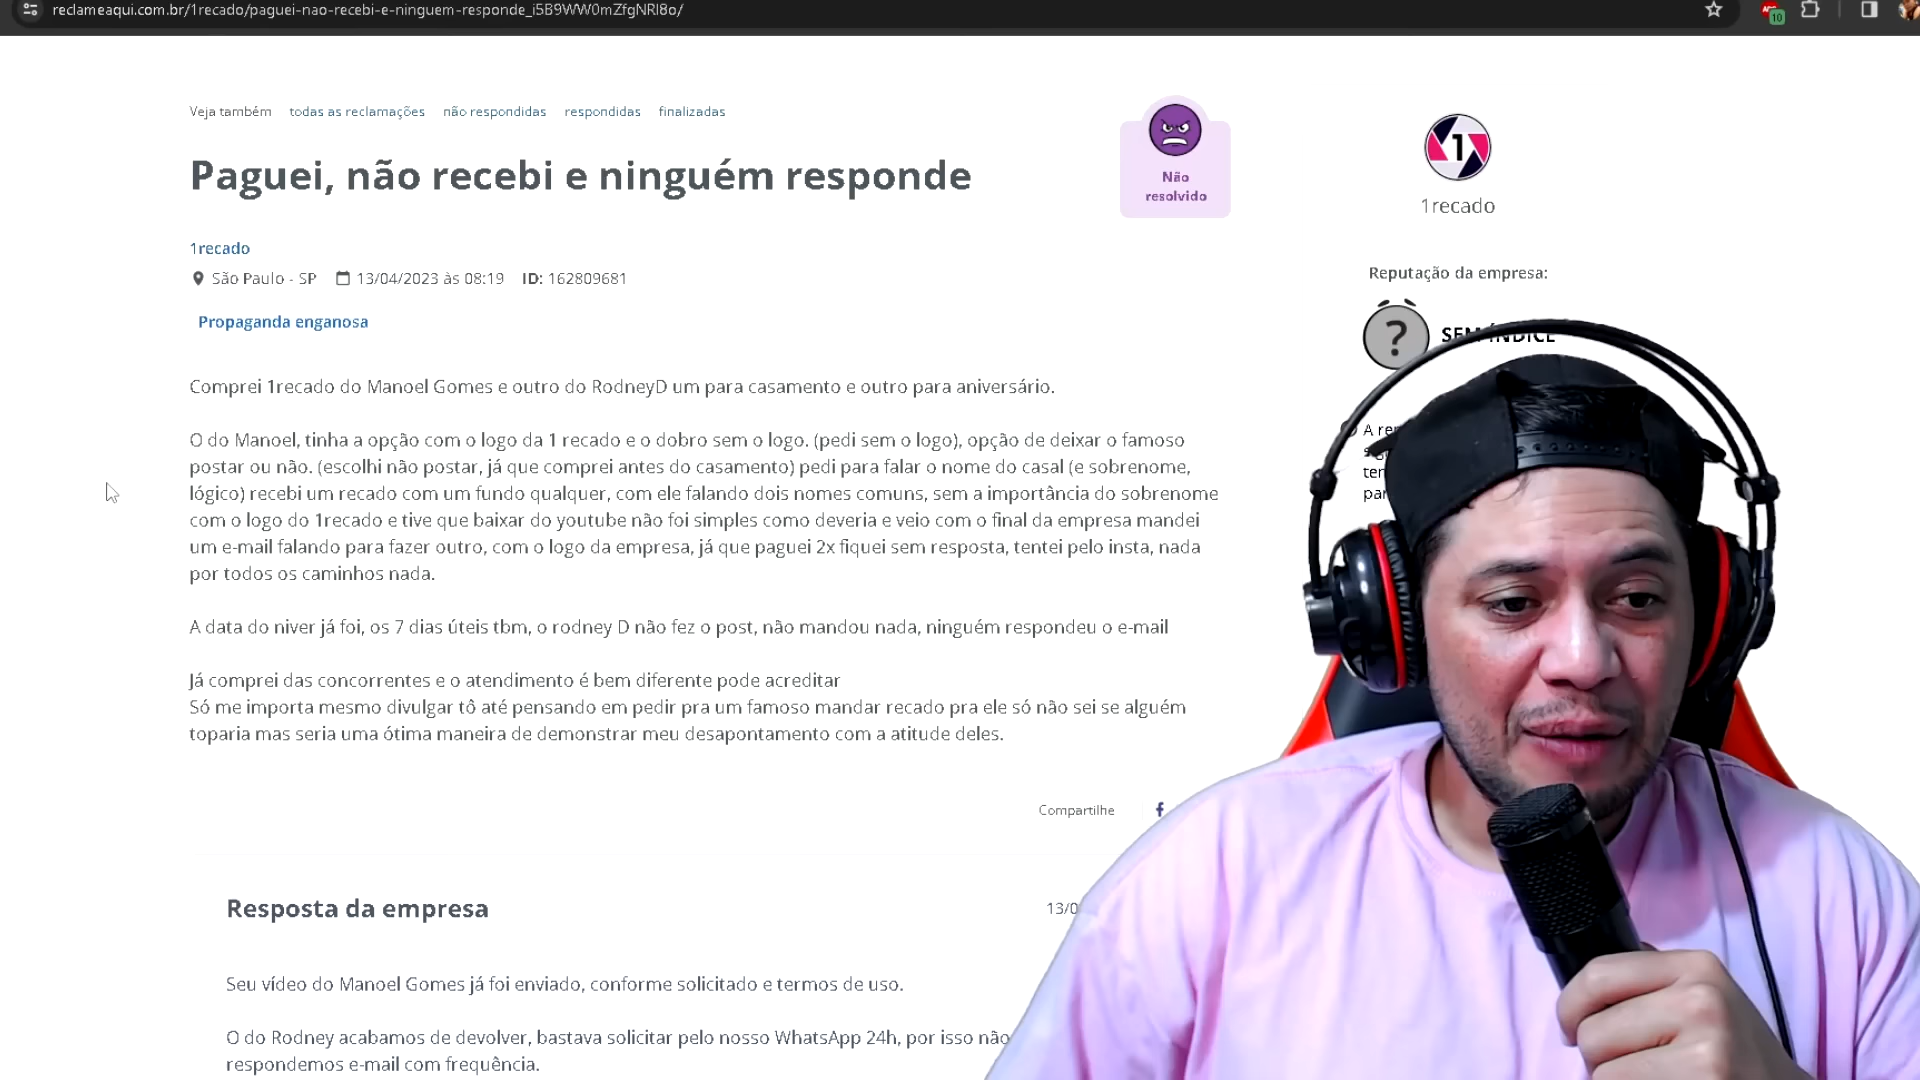 reclameaqui.com.br/1recado/paguei-nao-recebi-e-ninguem-responde_i5B9WW0mZfgNRl8o/
10
Veja também todas as reclamações não respondidas respondidas finalizadas
Paguei, não recebi e ninguém responde
Não
resolvido
1
1recado
1recado
São Paulo - SP 13/04/2023 às 08:19 ID: 162809681
Propaganda enganosa
Reputação da empresa:
?
SEM ÍNDICE
Comprei 1recado do Manoel Gomes e outro do RodneyD um para casamento e outro para aniversário.
O do Manoel, tinha a opção com o logo da 1 recado e o dobro sem o logo. (pedi sem o logo), opção de deixar o famoso
postar ou não. (escolhi não postar, já que comprei antes do casamento) pedi para falar o nome do casal (e sobrenome,
lógico) recebi um recado com um fundo qualquer, com ele falando dois nomes comuns, sem a importância do sobrenome
com o logo do 1recado e tive que baixar do youtube não foi simples como deveria e veio com o final da empresa mandei
um e-mail falando para fazer outro, com o logo da empresa, já que paguei 2x fiquei sem resposta, tentei pelo insta, nada
por todos os caminhos nada.
A data do niver já foi, os 7 dias úteis tbm, o rodney D não fez o post, não mandou nada, ninguém respondeu o e-mail
Já comprei das concorrentes e o atendimento é bem diferente pode acreditar
Só me importa mesmo divulgar tô até pensando em pedir pra um famoso mandar recado pra ele só não sei se alguém
toparia mas seria uma ótima maneira de demonstrar meu desapontamento com a atitude deles.
A
Compartilhe
Resposta da empresa
13/0
Seu vídeo do Manoel Gomes já foi enviado, conforme solicitado e termos de uso.
O do Rodney acabamos de devolver, bastava solicitar pelo nosso WhatsApp 24h, por isso não
respondemos e-mail com frequência.